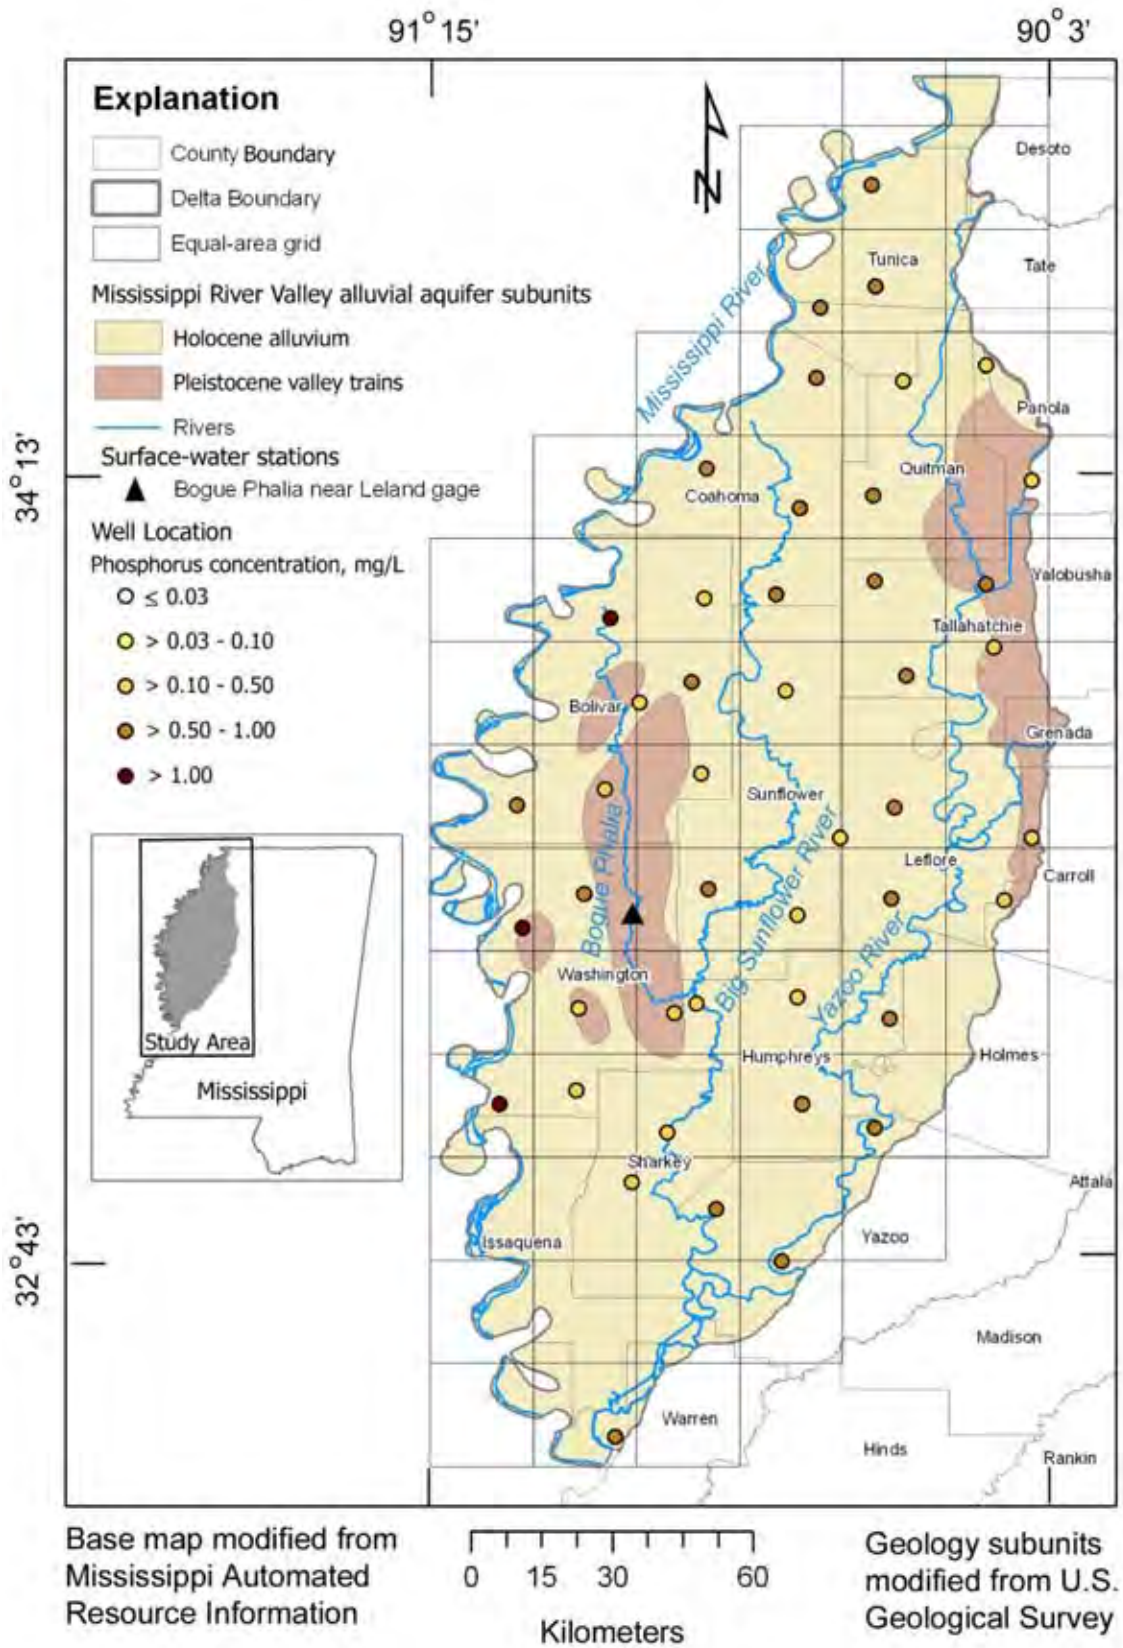 91°15'
90°3'
Explanation
County Boundary
Delta Boundary
Equal-area grid
Mississippi River Valley alluvial aquifer subunits
Holocene alluvium
Pleistocene valley trains
Rivers
Surface-water stations
Bogue Phalia near Leland gage
Well Location
Phosphorus concentration, mg/L
≤ 0.03
> 0.03 - 0.10
> 0.10 - 0.50
> 0.50 - 1.00
> 1.00
N
34°13'
32°43'
Study Area
Mississippi
Desoto
Tunica
Tate
Mississippi River
Panola
Quitman
Coahoma
Yalobusha
Tallahatchie
Bolivar
Grenada
Sunflower
Bogue Phalia
Big Sunflower River
Leflore
Carroll
Yazoo River
Washington
Humphreys
Holmes
Sharkey
Attala
Issaquena
Yazoo
Madison
Warren
Hinds
Rankin
Base map modified from
Mississippi Automated
Resource Information
0 15 30 60
Kilometers
Geology subunits
modified from U.S.
Geological Survey